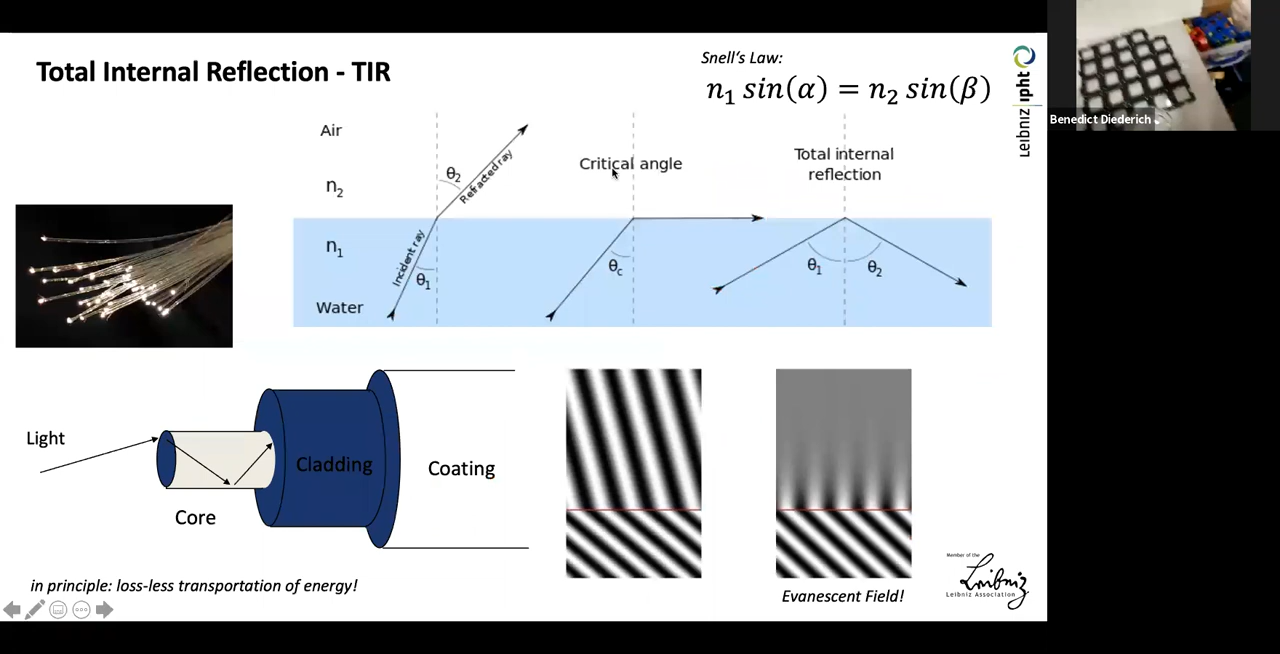 Total Internal Reflection - TIR
Snell‘s Law:
n₁ sin(α) = n₂ sin(β)
Leibniz ipht
Benedict Diederich
Air
n₂
θ₂
Refracted ray
Critical angle
Total internal
reflection
n₁
Incident ray
θ₁
θc
θ₁
θ₂
Water
Light
Core
Cladding
Coating
in principle: loss-less transportation of energy!
Evanescent Field!
Member of the
Leibniz
Leibniz Association